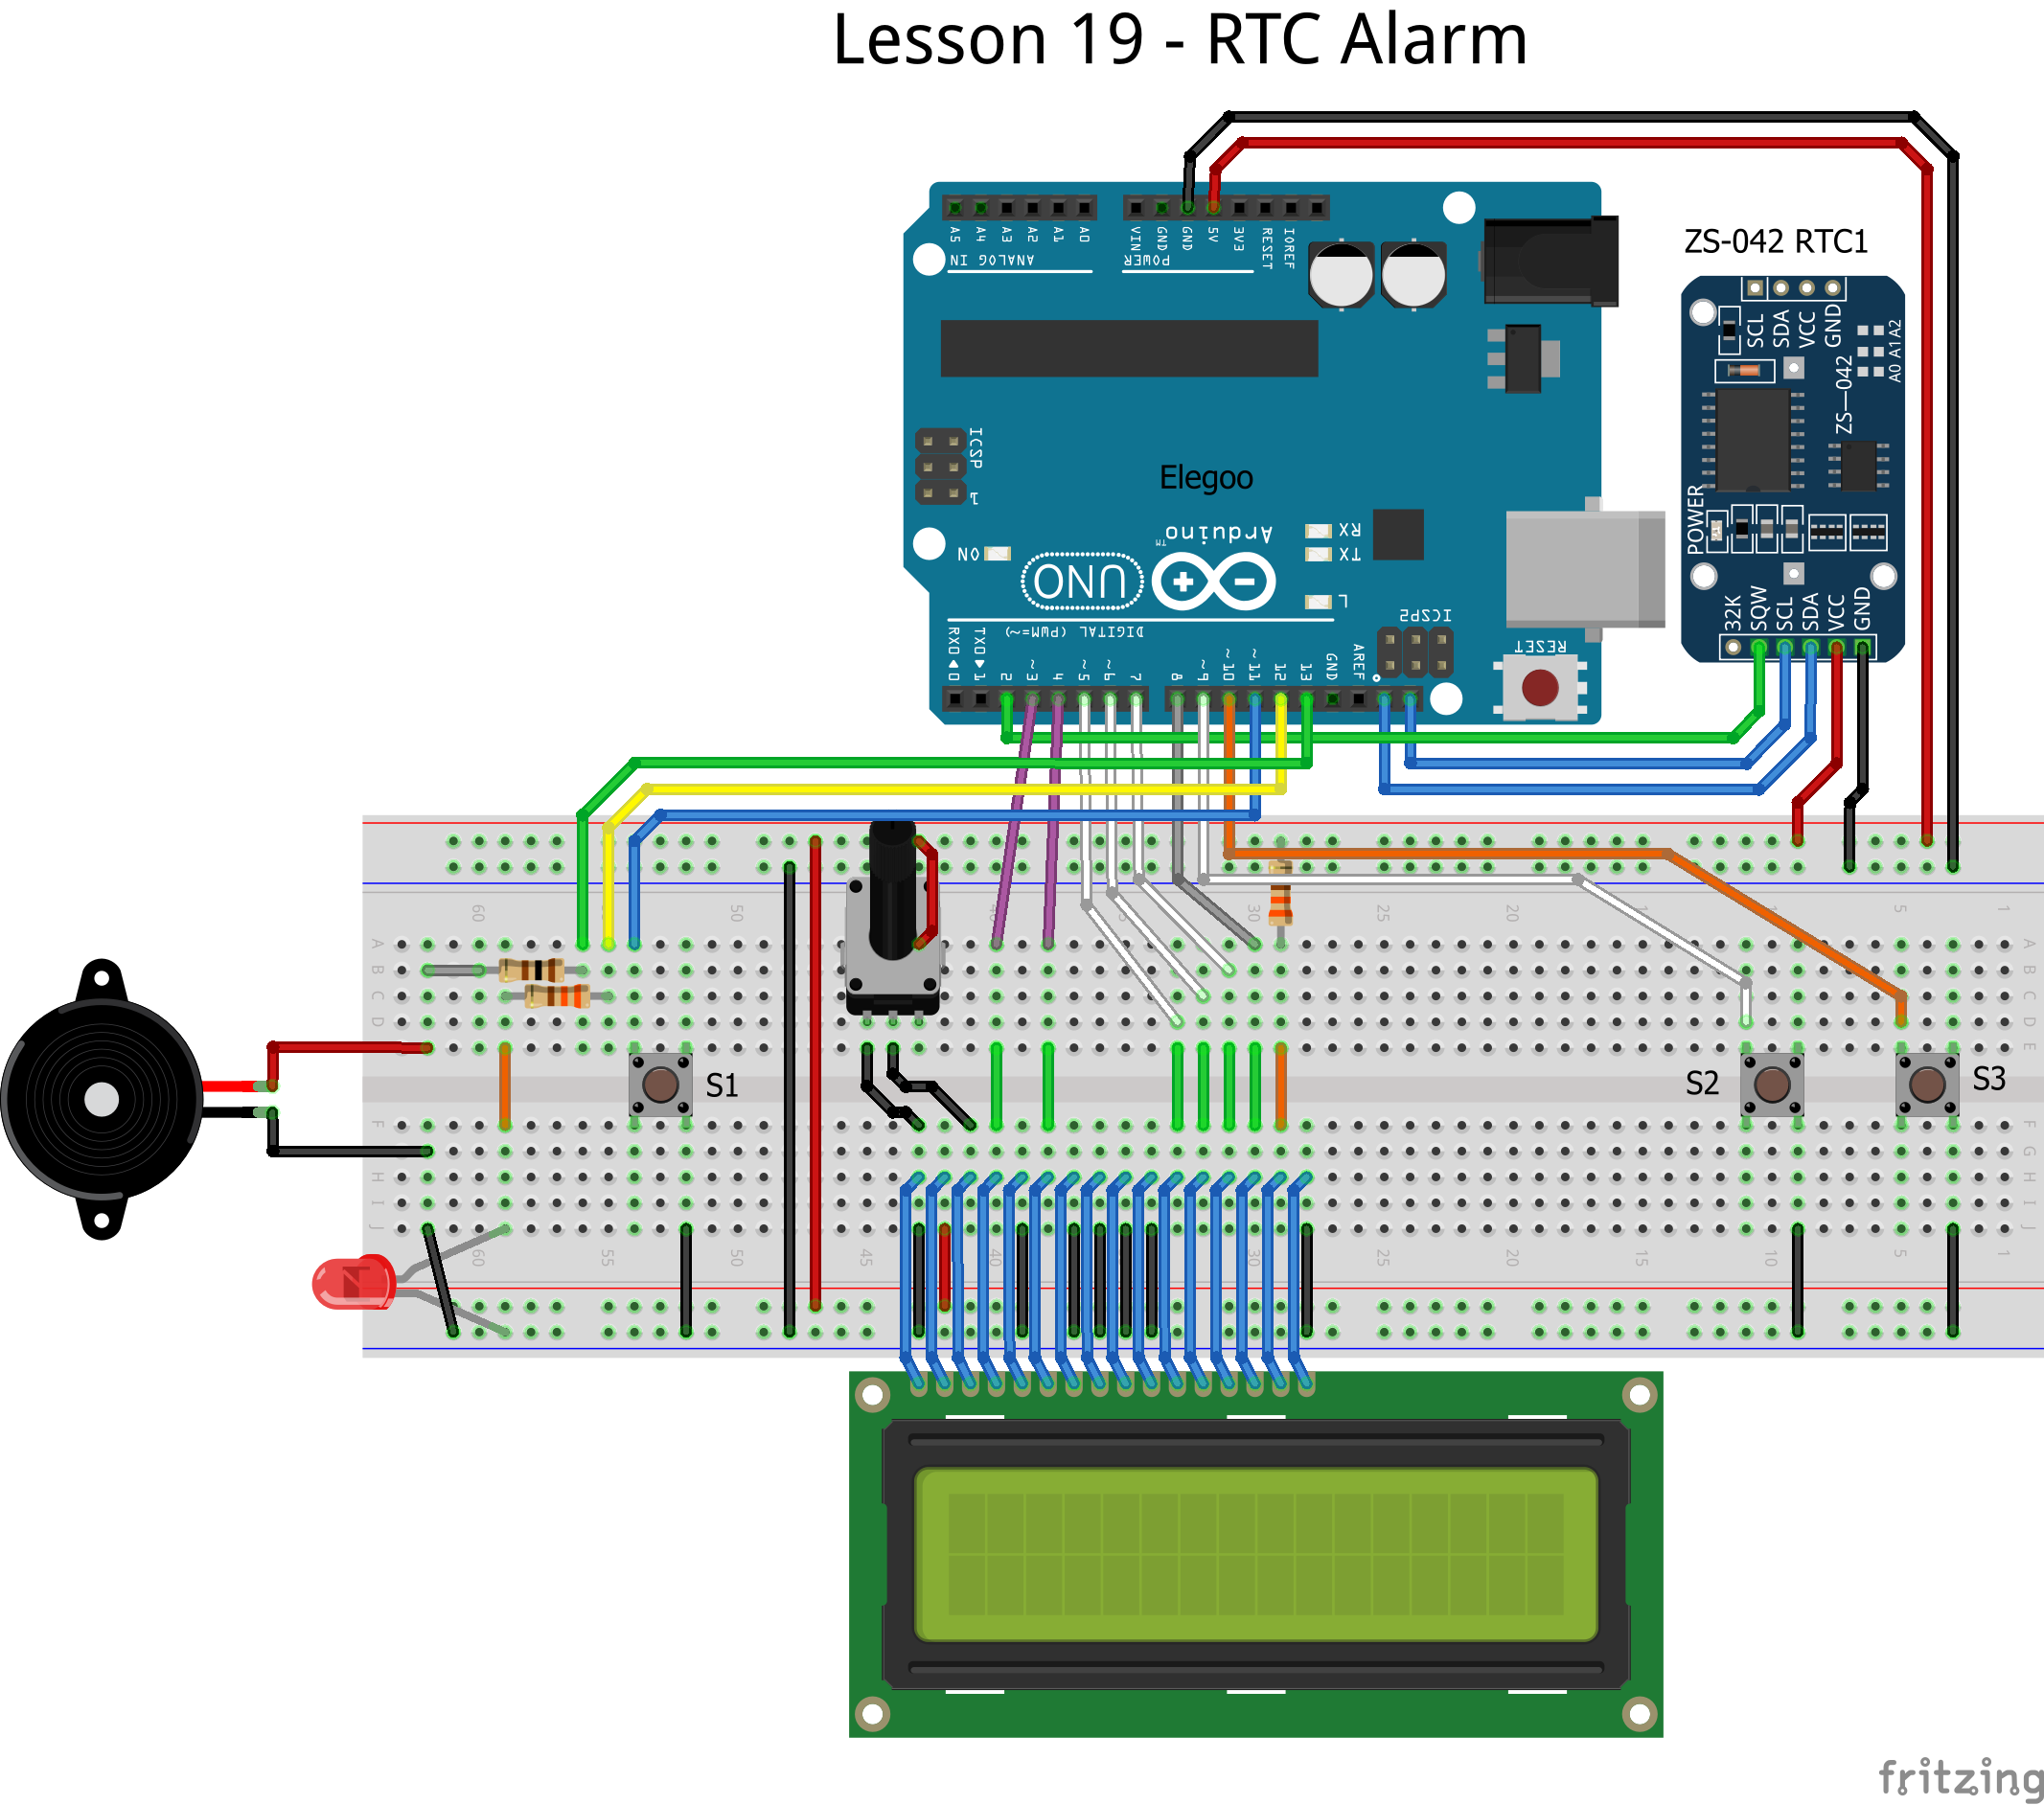 Lesson 19 - RTC Alarm
ZS-042 RTC1
A5 A4 A3 A2 A1 A0
ANALOG IN
VIN GND GND 5V 3V3 RESET IOREF
POWER
SCL SDA VCC GND
A0 A1 A2
ZS-042
POWER
32K SQW SCL SDA VCC GND
ICSP
1
Elegoo
Arduino™
UNO
ON
RX
TX
L
ICSP2
RESET
DIGITAL (PWM=~)
RX0 0 TX0 1 2 ~3 4 ~5 ~6 7 8 ~9 ~10 ~11 12 13 GND AREF
60 50 40 30 25 20 5 1
A A
B B
C C
D D
E
S1
S2
S3
F F
G
H H
I I
J J
60 55 50 45 40 30 25 20 15 10 5 1
fritzing